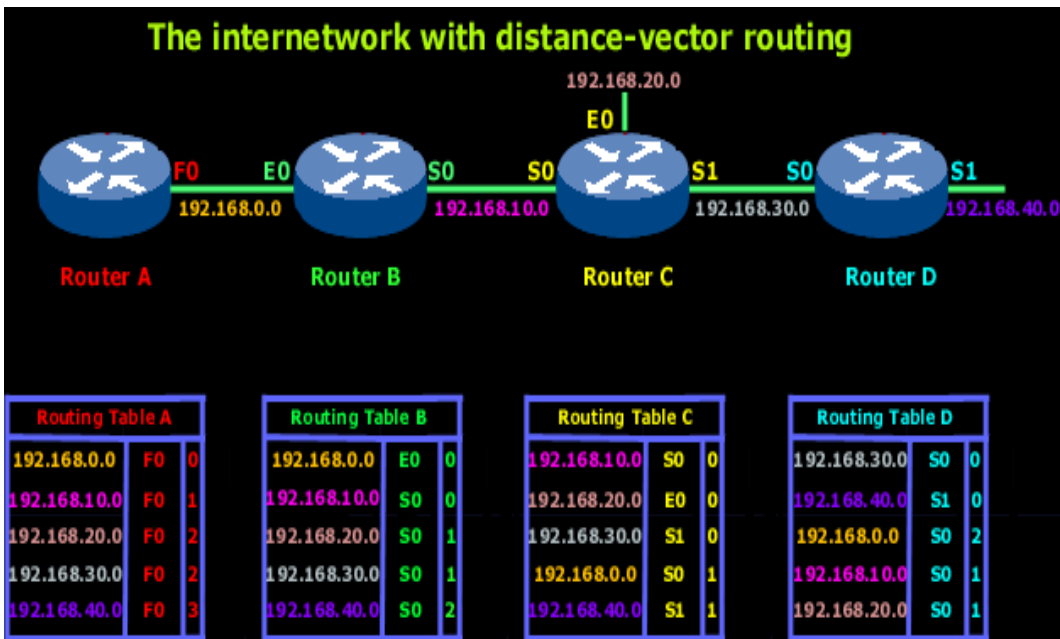 The internetwork with distance-vector routing
192.168.20.0
E0
F0 E0 S0 S0 S1 S0 S1
192.168.0.0 192.168.10.0 192.168.30.0 192.168.40.0
Router A Router B Router C Router D
Routing Table A
192.168.0.0 F0 0
192.168.10.0 F0 1
192.168.20.0 F0 2
192.168.30.0 F0 2
192.168.40.0 F0 3
Routing Table B
192.168.0.0 E0 0
192.168.10.0 S0 0
192.168.20.0 S0 1
192.168.30.0 S0 1
192.168.40.0 S0 2
Routing Table C
192.168.10.0 S0 0
192.168.20.0 E0 0
192.168.30.0 S1 0
192.168.0.0 S0 1
192.168.40.0 S1 1
Routing Table D
192.168.30.0 S0 0
192.168.40.0 S1 0
192.168.0.0 S0 2
192.168.10.0 S0 1
192.168.20.0 S0 1